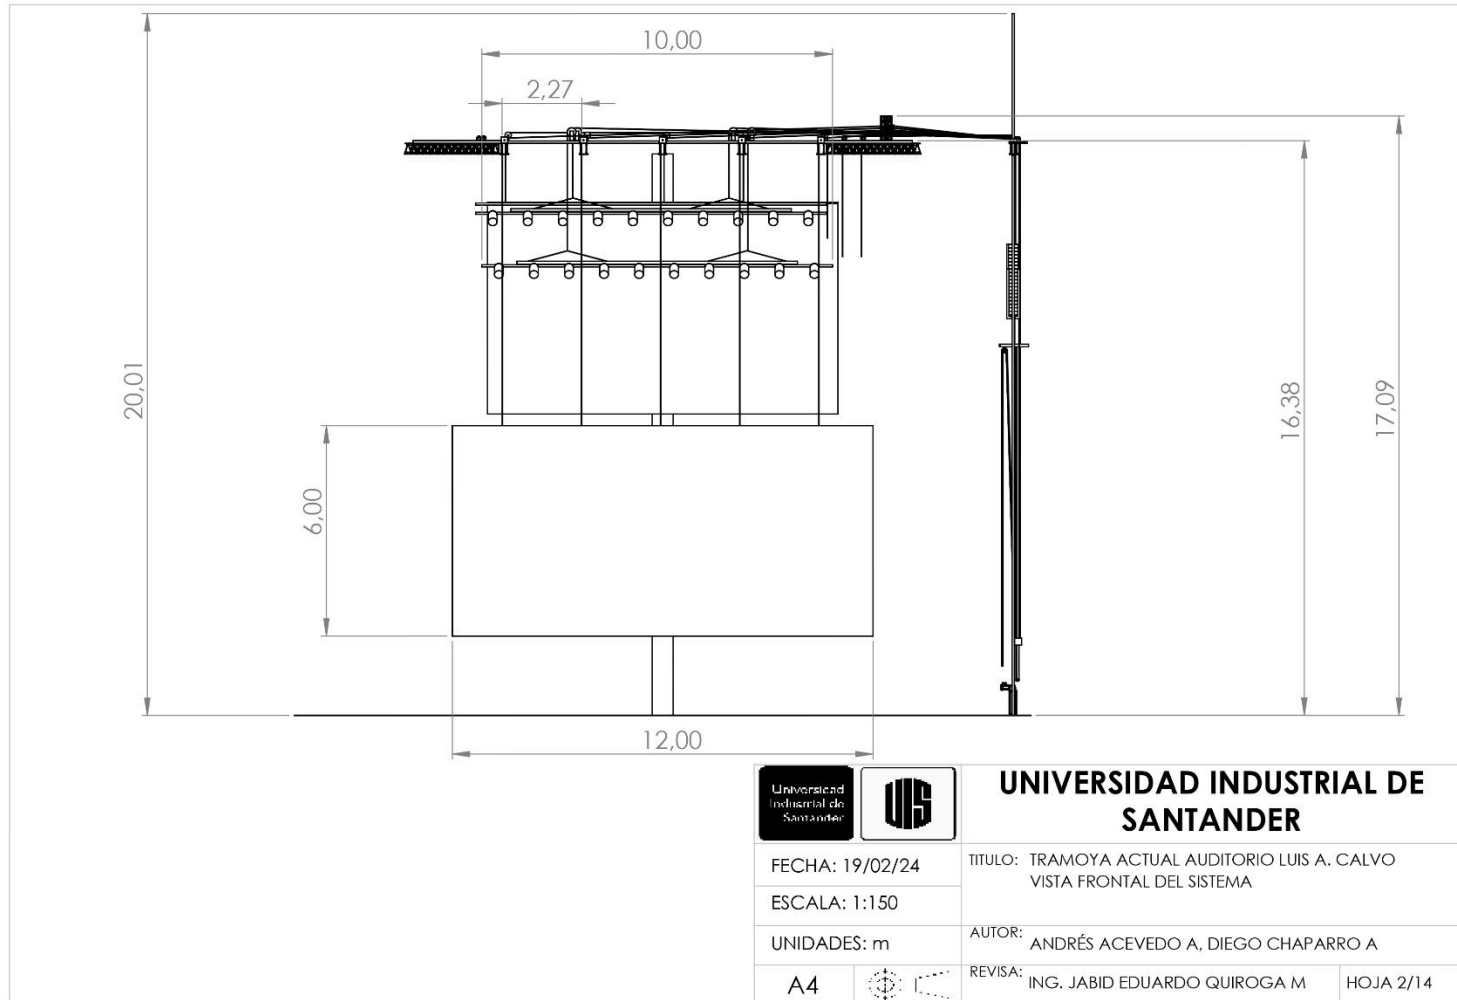 10,00
2,27
20,01
16,38
17,09
6,00
12,00
Universidad
Industrial de
Santander
UIS
UNIVERSIDAD INDUSTRIAL DE
SANTANDER
FECHA: 19/02/24
TITULO: TRAMOYA ACTUAL AUDITORIO LUIS A. CALVO
VISTA FRONTAL DEL SISTEMA
ESCALA: 1:150
UNIDADES: m
AUTOR: ANDRÉS ACEVEDO A, DIEGO CHAPARRO A
A4
REVISA: ING. JABID EDUARDO QUIROGA M
HOJA 2/14